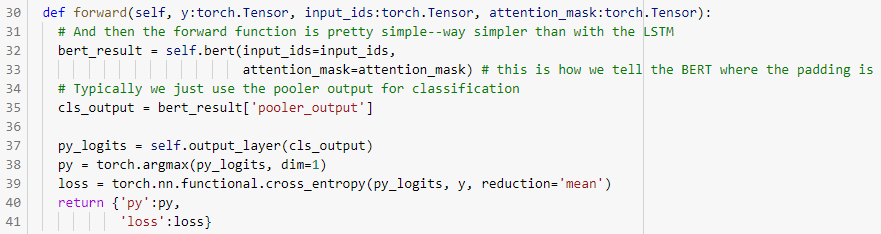 30 def forward(self, y:torch.Tensor, input_ids:torch.Tensor, attention_mask:torch.Tensor):
31   # And then the forward function is pretty simple--way simpler than with the LSTM
32   bert_result = self.bert(input_ids=input_ids,
33                           attention_mask=attention_mask) # this is how we tell the BERT where the padding is
34   # Typically we just use the pooler output for classification
35   cls_output = bert_result['pooler_output']
36
37   py_logits = self.output_layer(cls_output)
38   py = torch.argmax(py_logits, dim=1)
39   loss = torch.nn.functional.cross_entropy(py_logits, y, reduction='mean')
40   return {'py':py,
41           'loss':loss}